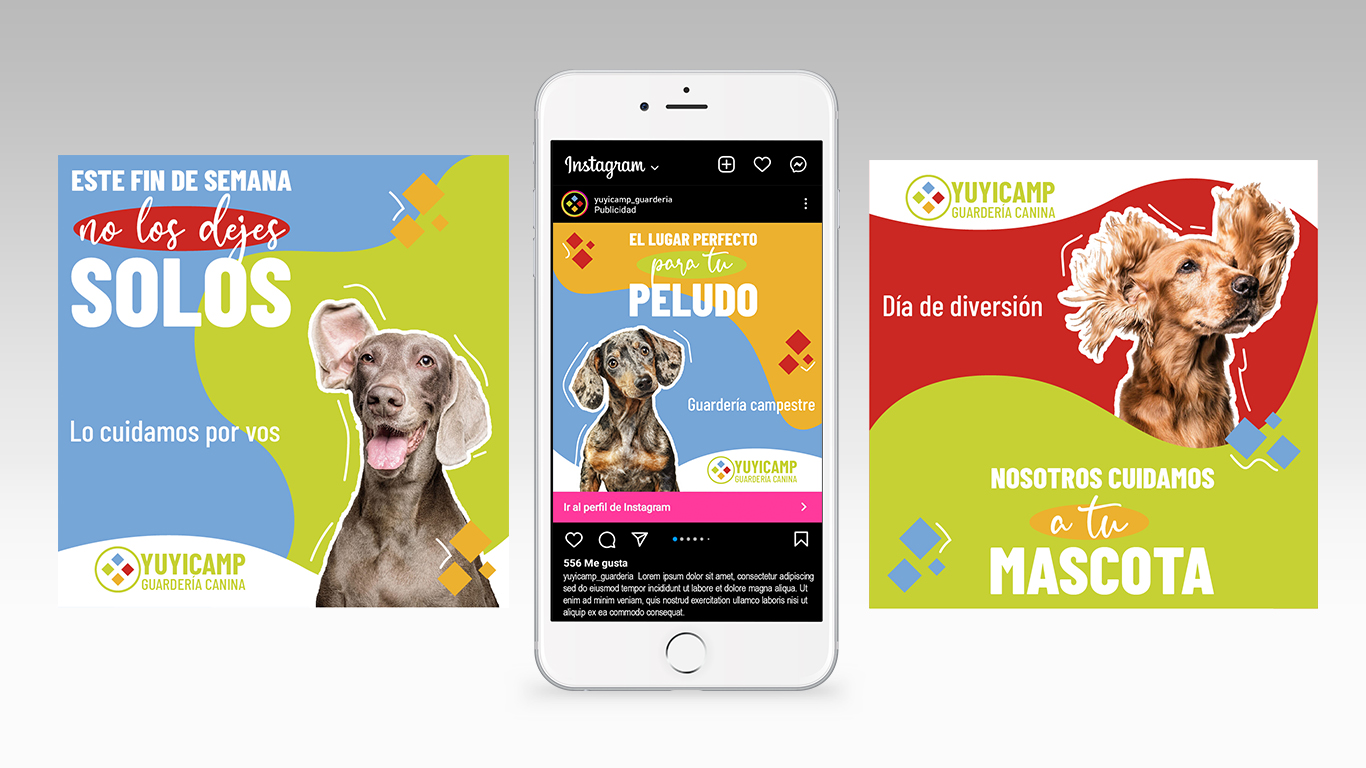 ESTE FIN DE SEMANA
no los dejes
SOLOS
Lo cuidamos por vos
YUYICAMP
GUARDERÍA CANINA
Instagram
yuyicamp_guarderia
Publicidad
EL LUGAR PERFECTO
para tu
PELUDO
Guardería campestre
YUYICAMP
GUARDERÍA CANINA
Ir al perfil de Instagram
556 Me gusta
yuyicamp_guarderia Lorem ipsum dolor sit amet, consectetur adipiscing
sed do eiusmod tempor incididunt ut labore et dolore magna aliqua. Ut
enim ad minim veniam, quis nostrud exercitation ullamco laboris nisi ut
aliquip ex ea commodo consequat.
YUYICAMP
GUARDERÍA CANINA
Día de diversión
NOSOTROS CUIDAMOS
a tu
MASCOTA